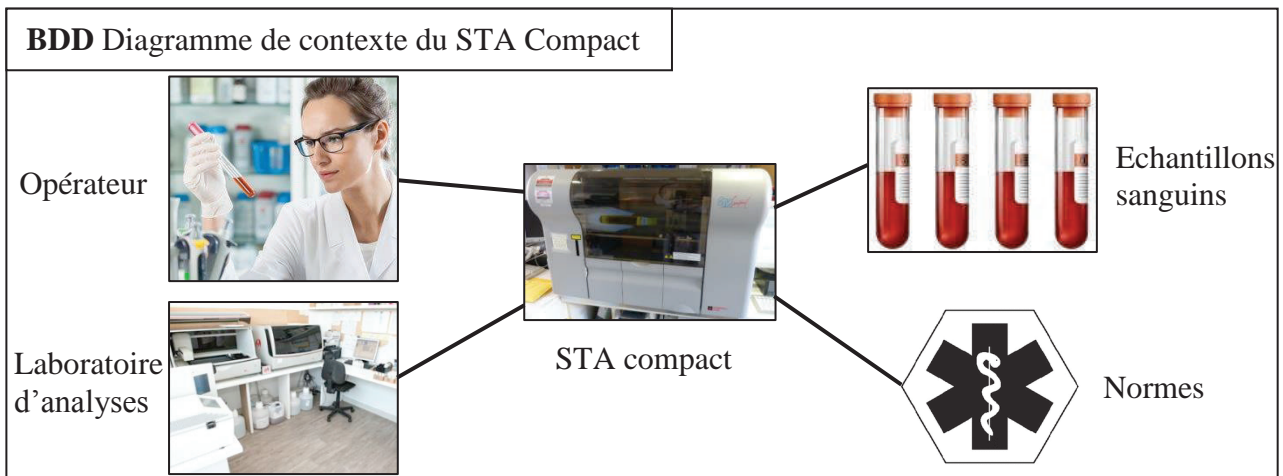 BDD Diagramme de contexte du STA Compact
Opérateur
Echantillons
sanguins
STA compact
Laboratoire
d'analyses
Normes